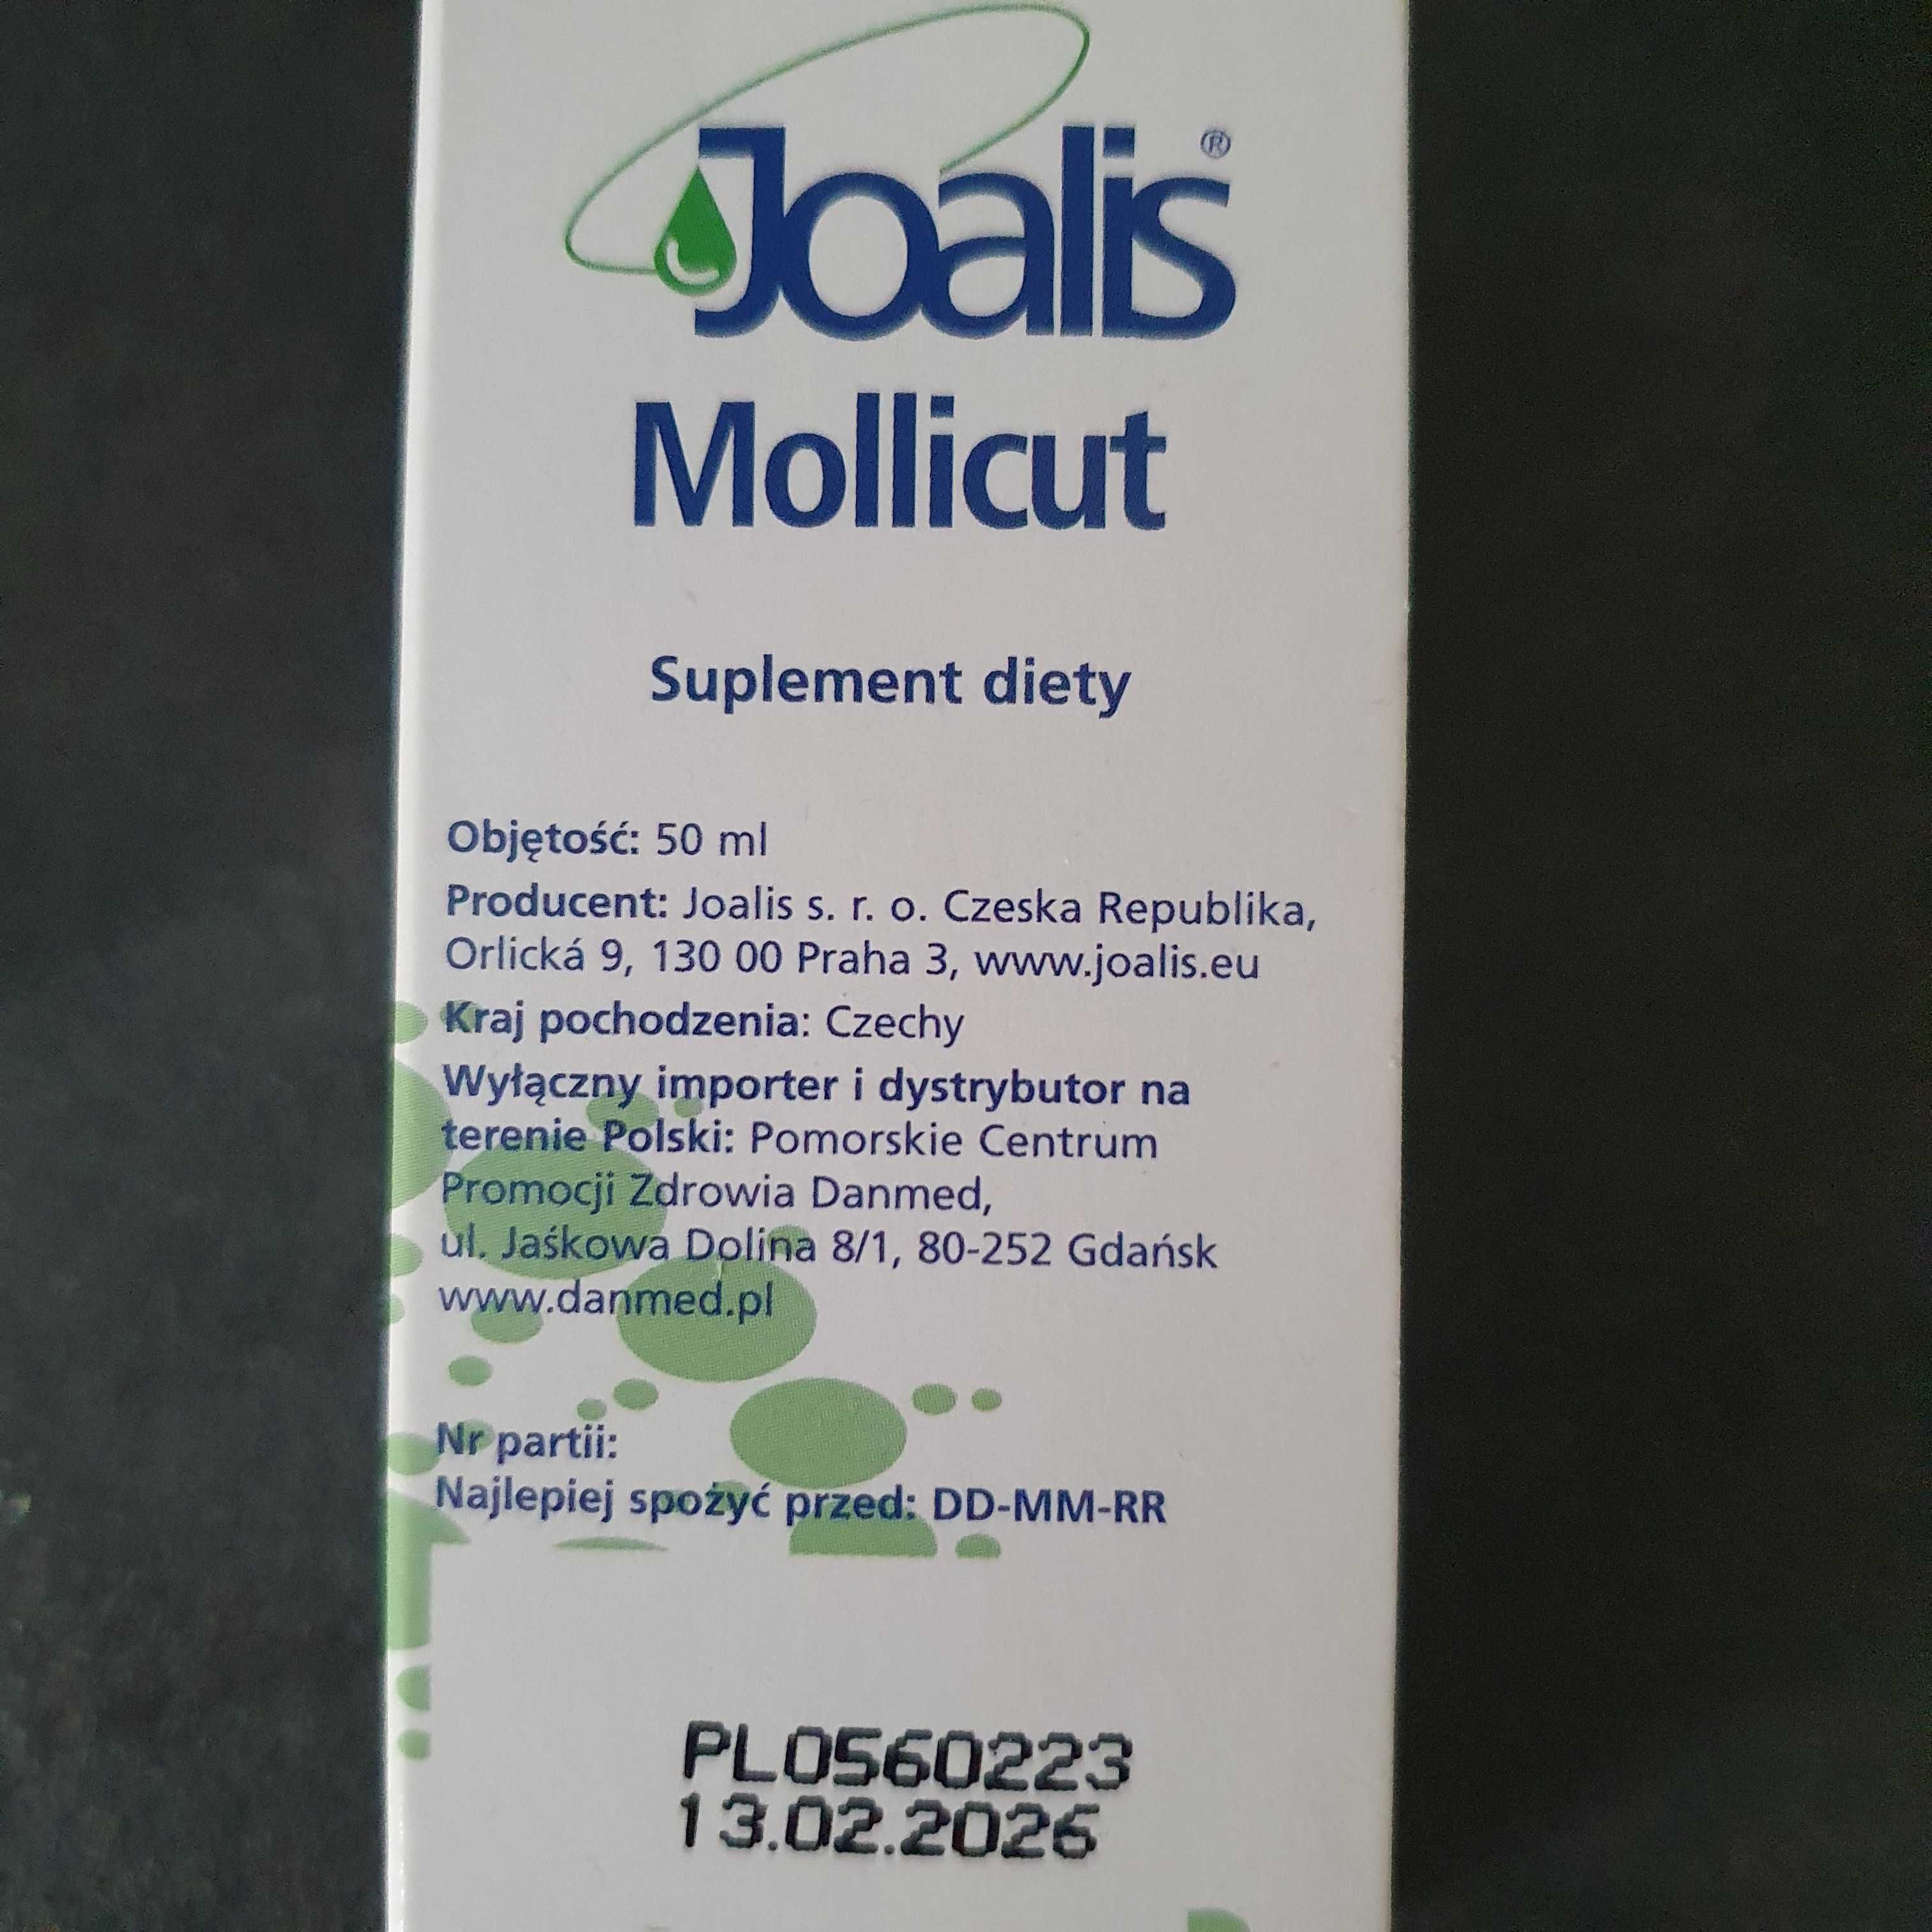 Joalis®
Mollicut
Suplement diety
Objętość: 50 ml
Producent: Joalis s. r. o. Czeska Republika,
Orlická 9, 130 00 Praha 3, www.joalis.eu
Kraj pochodzenia: Czechy
Wyłączny importer i dystrybutor na
terenie Polski: Pomorskie Centrum
Promocji Zdrowia Danmed,
ul. Jaśkowa Dolina 8/1, 80-252 Gdańsk
www.danmed.pl
Nr partii:
Najlepiej spożyć przed: DD-MM-RR
PL0560223
13.02.2026